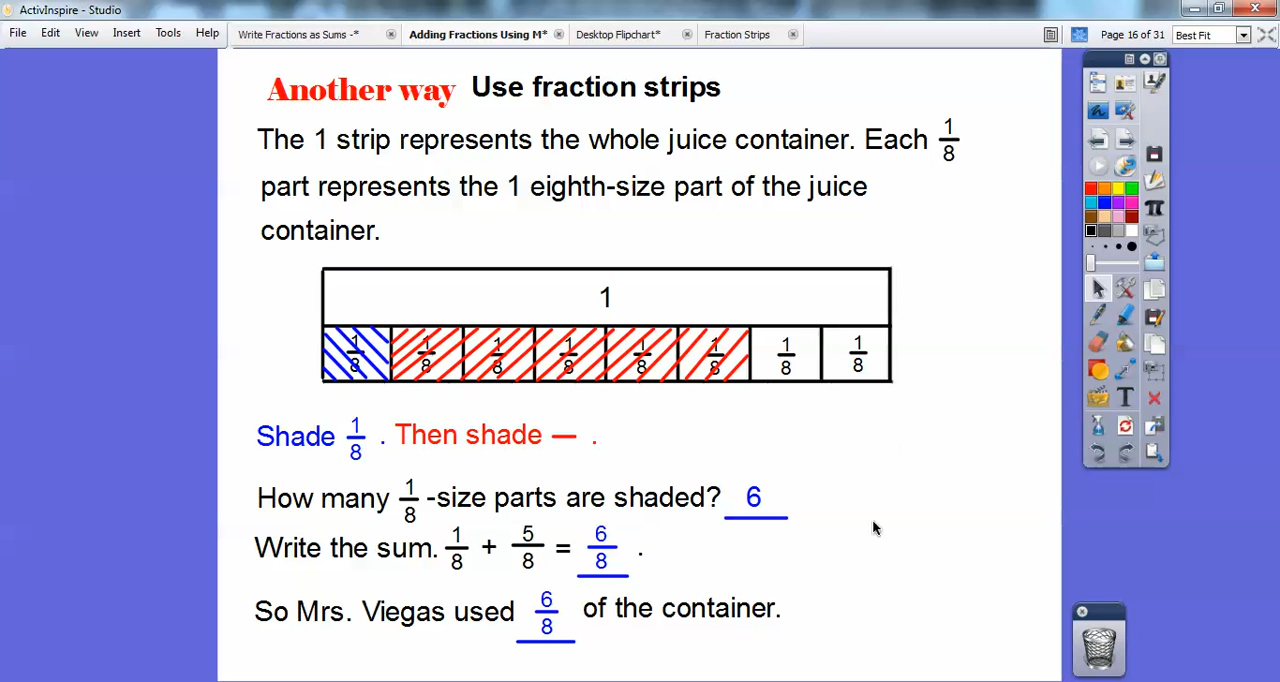 ActivInspire - Studio
File Edit View Insert Tools Help
Write Fractions as Sums -* Adding Fractions Using M* Desktop Flipchart* Fraction Strips Page 16 of 31 Best Fit
Another way Use fraction strips
The 1 strip represents the whole juice container. Each 1/8
part represents the 1 eighth-size part of the juice
container.
1
1/8 1/8 1/8 1/8 1/8 1/8 1/8 1/8
Shade 1/8 . Then shade — .
How many 1/8 -size parts are shaded? 6
Write the sum. 1/8 + 5/8 = 6/8 .
So Mrs. Viegas used 6/8 of the container.